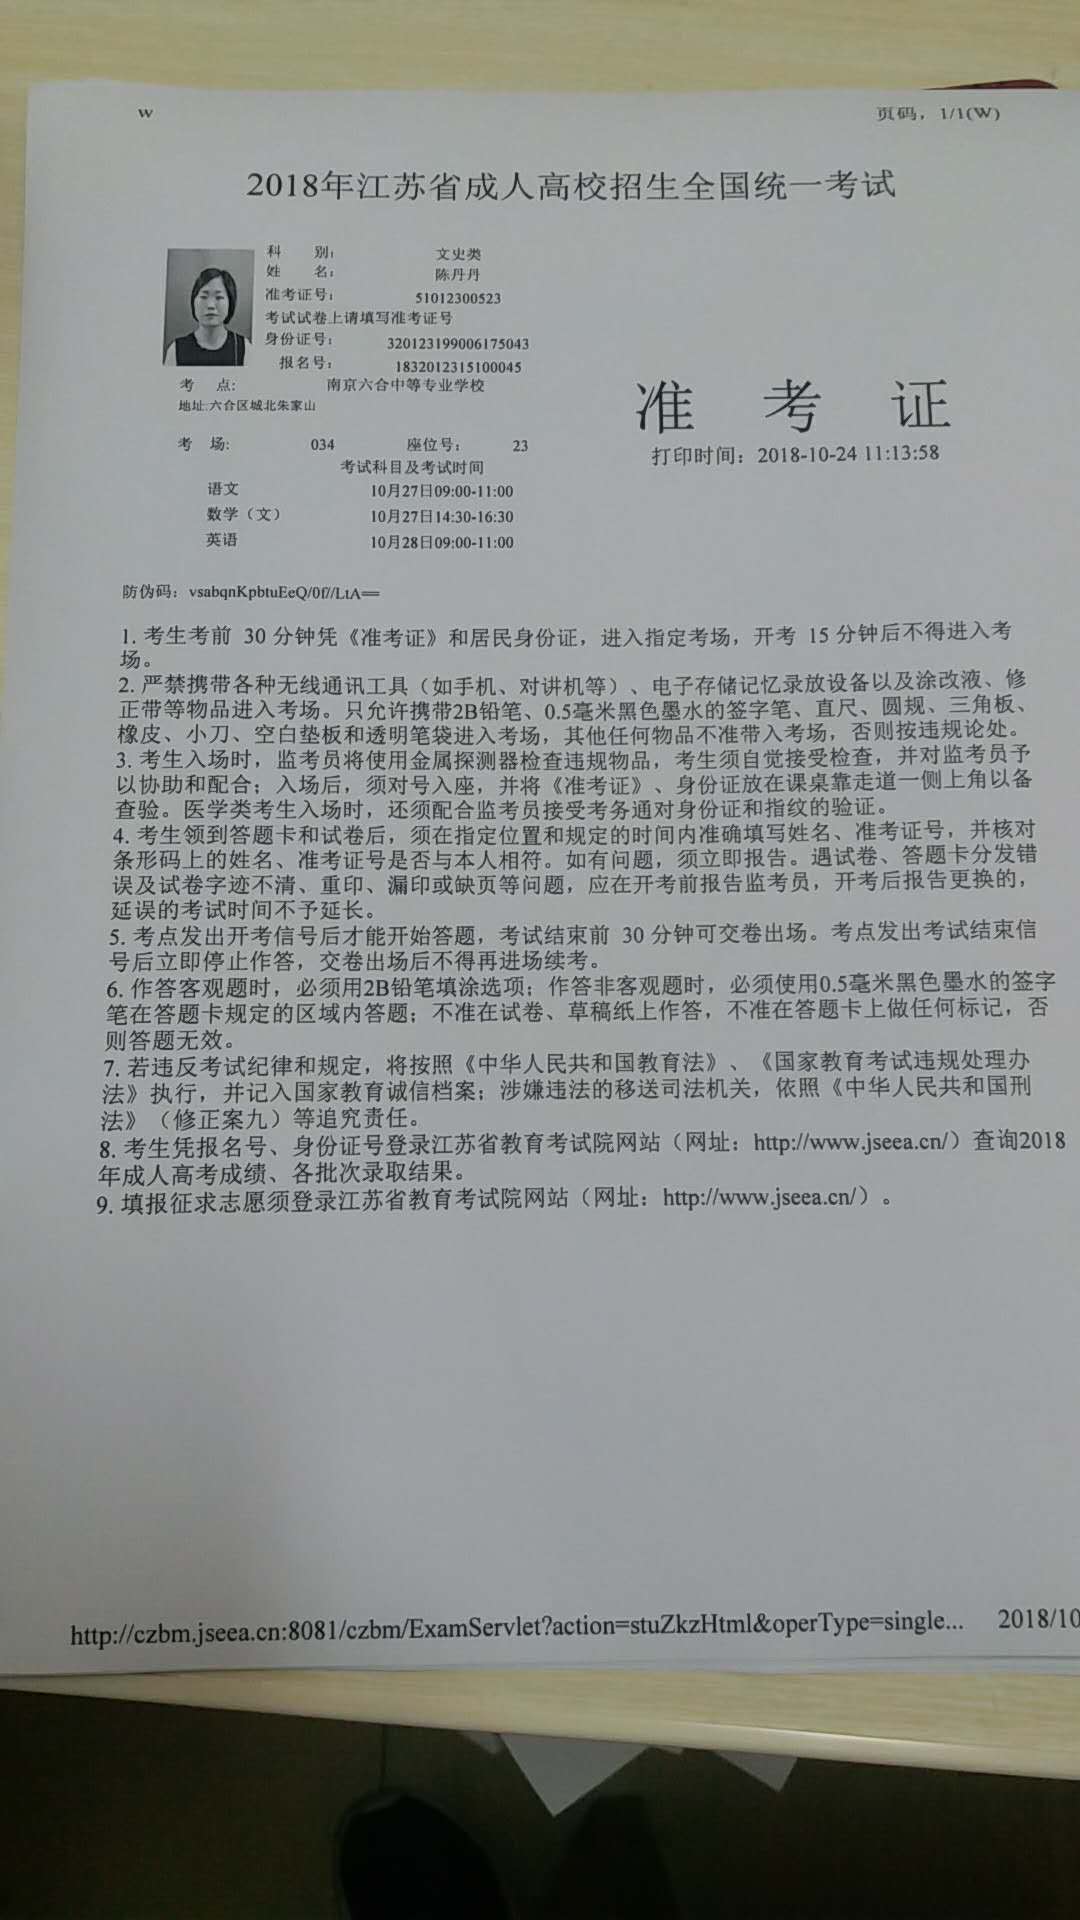 w
页码，1/1(W)
2018年江苏省成人高校招生全国统一考试
科 别： 文史类
姓 名： 陈丹丹
准考证号： 51012300523
考试试卷上请填写准考证号
身份证号： 320123199006175043
报名号： 1832012315100045
考 点： 南京六合中等专业学校
地址:六合区城北朱家山
准 考 证
考 场: 034 座位号： 23
打印时间：2018-10-24 11:13:58
考试科目及考试时间
语文 10月27日09:00-11:00
数学（文） 10月27日14:30-16:30
英语 10月28日09:00-11:00
防伪码：vsabqnKpbtuEeQ/0f//LtA==
1. 考生考前 30 分钟凭《准考证》和居民身份证，进入指定考场，开考 15 分钟后不得进入考
场。
2. 严禁携带各种无线通讯工具（如手机、对讲机等）、电子存储记忆录放设备以及涂改液、修
正带等物品进入考场。只允许携带2B铅笔、0.5毫米黑色墨水的签字笔、直尺、圆规、三角板、
橡皮、小刀、空白垫板和透明笔袋进入考场，其他任何物品不准带入考场，否则按违规论处。
3. 考生入场时，监考员将使用金属探测器检查违规物品，考生须自觉接受检查，并对监考员予
以协助和配合；入场后，须对号入座，并将《准考证》、身份证放在课桌靠走道一侧上角以备
查验。医学类考生入场时，还须配合监考员接受考务通对身份证和指纹的验证。
4. 考生领到答题卡和试卷后，须在指定位置和规定的时间内准确填写姓名、准考证号，并核对
条形码上的姓名、准考证号是否与本人相符。如有问题，须立即报告。遇试卷、答题卡分发错
误及试卷字迹不清、重印、漏印或缺页等问题，应在开考前报告监考员，开考后报告更换的，
延误的考试时间不予延长。
5. 考点发出开考信号后才能开始答题，考试结束前 30 分钟可交卷出场。考点发出考试结束信
号后立即停止作答，交卷出场后不得再进场续考。
6. 作答客观题时，必须用2B铅笔填涂选项；作答非客观题时，必须使用0.5毫米黑色墨水的签字
笔在答题卡规定的区域内答题；不准在试卷、草稿纸上作答，不准在答题卡上做任何标记，否
则答题无效。
7. 若违反考试纪律和规定，将按照《中华人民共和国教育法》、《国家教育考试违规处理办
法》执行，并记入国家教育诚信档案；涉嫌违法的移送司法机关，依照《中华人民共和国刑
法》（修正案九）等追究责任。
8. 考生凭报名号、身份证号登录江苏省教育考试院网站（网址：http://www.jseea.cn/）查询2018
年成人高考成绩、各批次录取结果。
9. 填报征求志愿须登录江苏省教育考试院网站（网址：http://www.jseea.cn/）。
http://czbm.jseea.cn:8081/czbm/ExamServlet?action=stuZkzHtml&operType=single... 2018/10